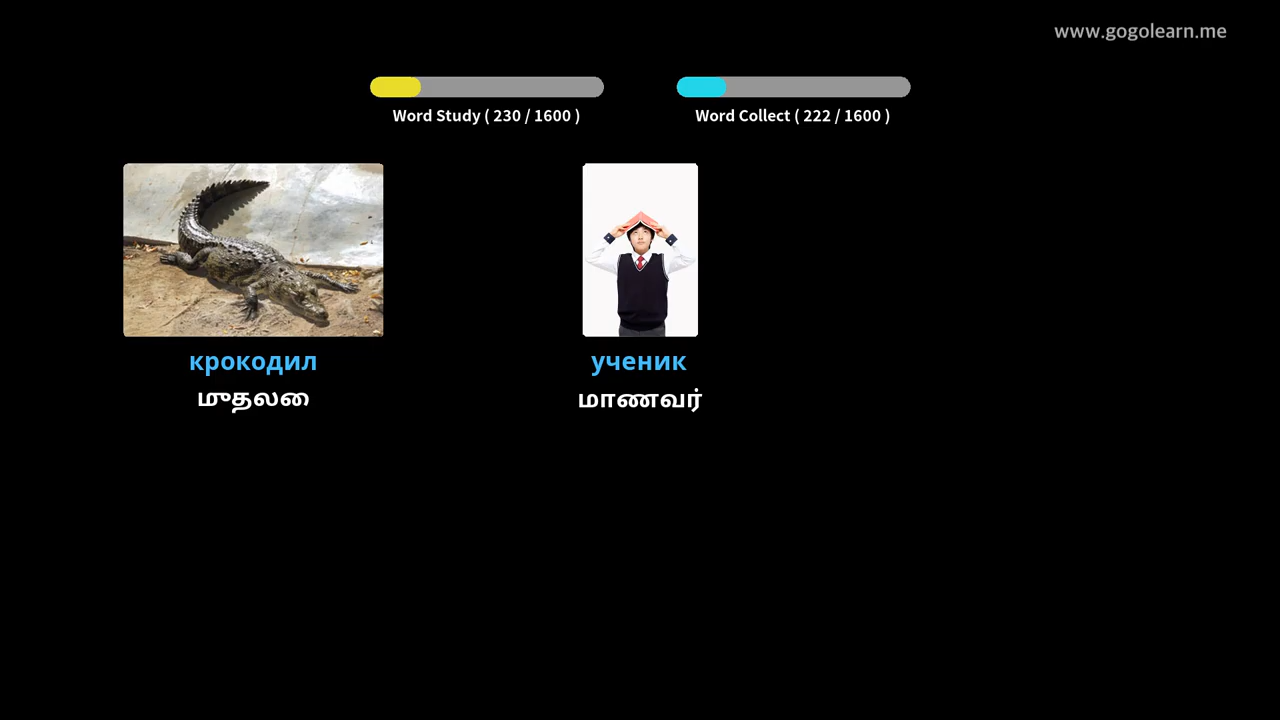 www.gogolearn.me
Word Study ( 230 / 1600 )
Word Collect ( 222 / 1600 )
крокодил
முதலை
ученик
மாணவர்